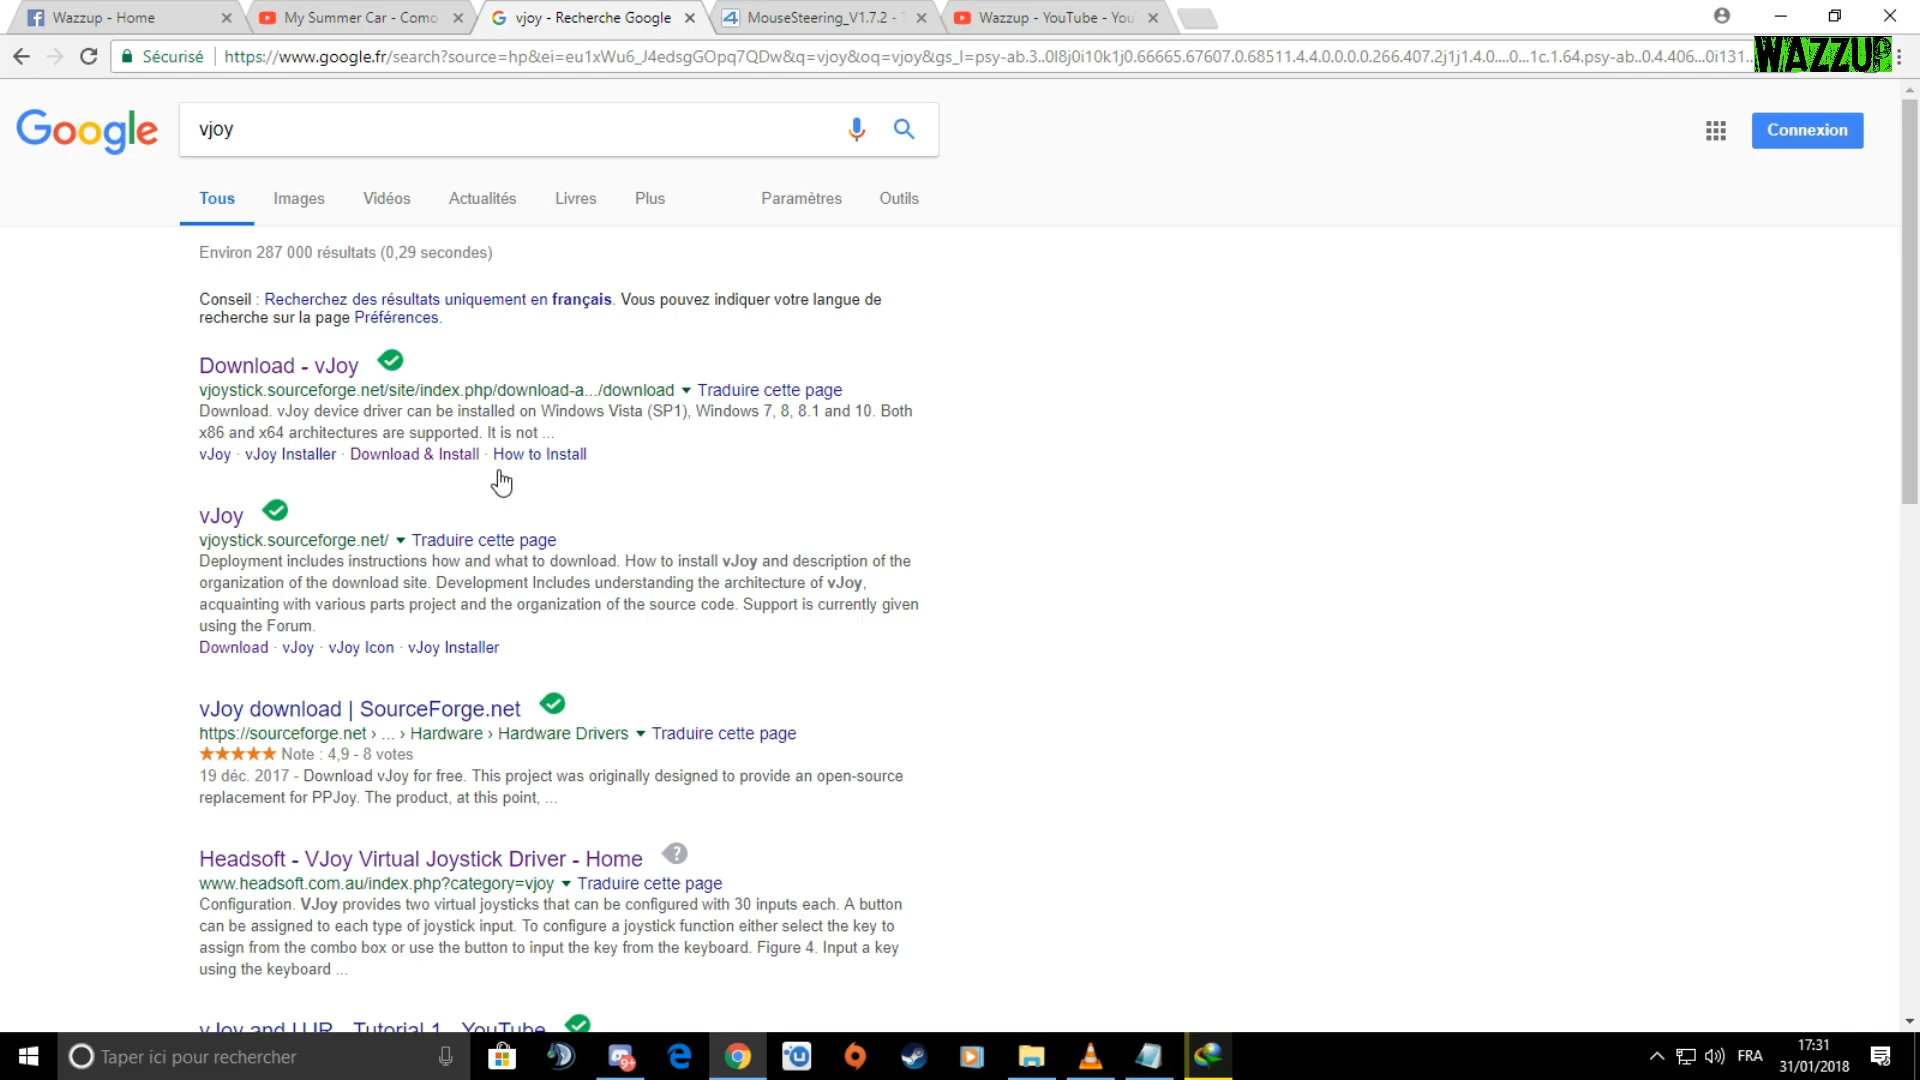 Wazzup - Home
My Summer Car - Como
vjoy - Recherche Google
MouseSteering_V1.7.2 -
Wazzup - YouTube - You
Sécurisé
https://www.google.fr/search?source=hp&ei=eu1xWu6_J4edsgGOpq7QDw&q=vjoy&oq=vjoy&gs_l=psy-ab.3..0l8j0i10k1j0.66665.67607.0.68511.4.4.0.0.0.0.266.407.2j1j1.4.0....0...1c.1.64.psy-ab..0.4.406...0i131...
WAZZUP
Google
vjoy
Connexion
Tous Images Vidéos Actualités Livres Plus Paramètres Outils
Environ 287 000 résultats (0,29 secondes)
Conseil : Recherchez des résultats uniquement en français. Vous pouvez indiquer votre langue de
recherche sur la page Préférences.
Download - vJoy
vjoystick.sourceforge.net/site/index.php/download-a.../download Traduire cette page
Download. vJoy device driver can be installed on Windows Vista (SP1), Windows 7, 8, 8.1 and 10. Both
x86 and x64 architectures are supported. It is not ...
vJoy · vJoy Installer · Download & Install · How to Install
vJoy
vjoystick.sourceforge.net/ Traduire cette page
Deployment includes instructions how and what to download. How to install vJoy and description of the
organization of the download site. Development Includes understanding the architecture of vJoy,
acquainting with various parts project and the organization of the source code. Support is currently given
using the Forum.
Download · vJoy · vJoy Icon · vJoy Installer
vJoy download | SourceForge.net
https://sourceforge.net › ... › Hardware › Hardware Drivers Traduire cette page
Note : 4,9 - 8 votes
19 déc. 2017 - Download vJoy for free. This project was originally designed to provide an open-source
replacement for PPJoy. The product, at this point, ...
Headsoft - VJoy Virtual Joystick Driver - Home
www.headsoft.com.au/index.php?category=vjoy Traduire cette page
Configuration. VJoy provides two virtual joysticks that can be configured with 30 inputs each. A button
can be assigned to each type of joystick input. To configure a joystick function either select the key to
assign from the combo box or use the button to input the key from the keyboard. Figure 4. Input a key
using the keyboard ...
vJoy and UJR - Tutorial 1 - YouTube
Taper ici pour rechercher
9+
FRA
17:31
31/01/2018